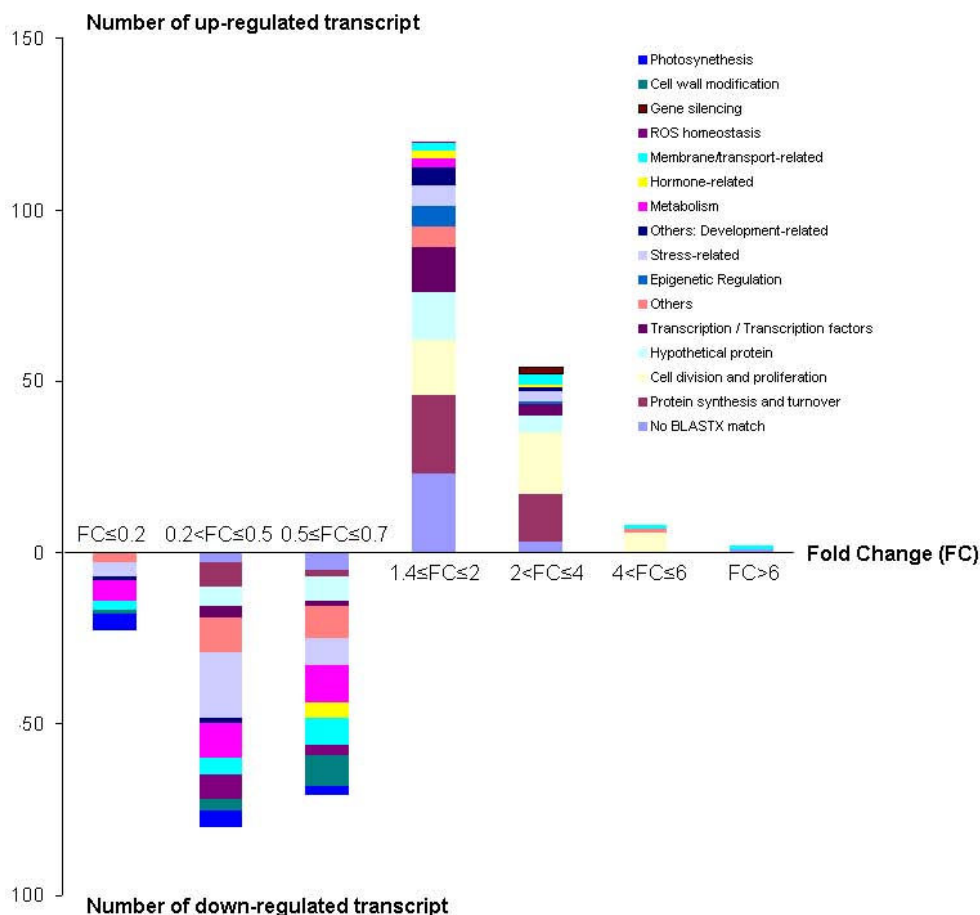 Number of up-regulated transcript
150
Photosynethesis
Cell wall modification
Gene silencing
ROS homeostasis
Membrane/transport-related
Hormone-related
Metabolism
Others: Development-related
Stress-related
Epigenetic Regulation
Others
Transcription / Transcription factors
Hypothetical protein
Cell division and proliferation
Protein synthesis and turnover
No BLASTX match
100
50
FC≤0.2 0.2<FC≤0.5 0.5≤FC≤0.7
0
Fold Change (FC)
1.4≤FC≤2 2<FC≤4 4<FC≤6 FC>6
50
100
Number of down-regulated transcript